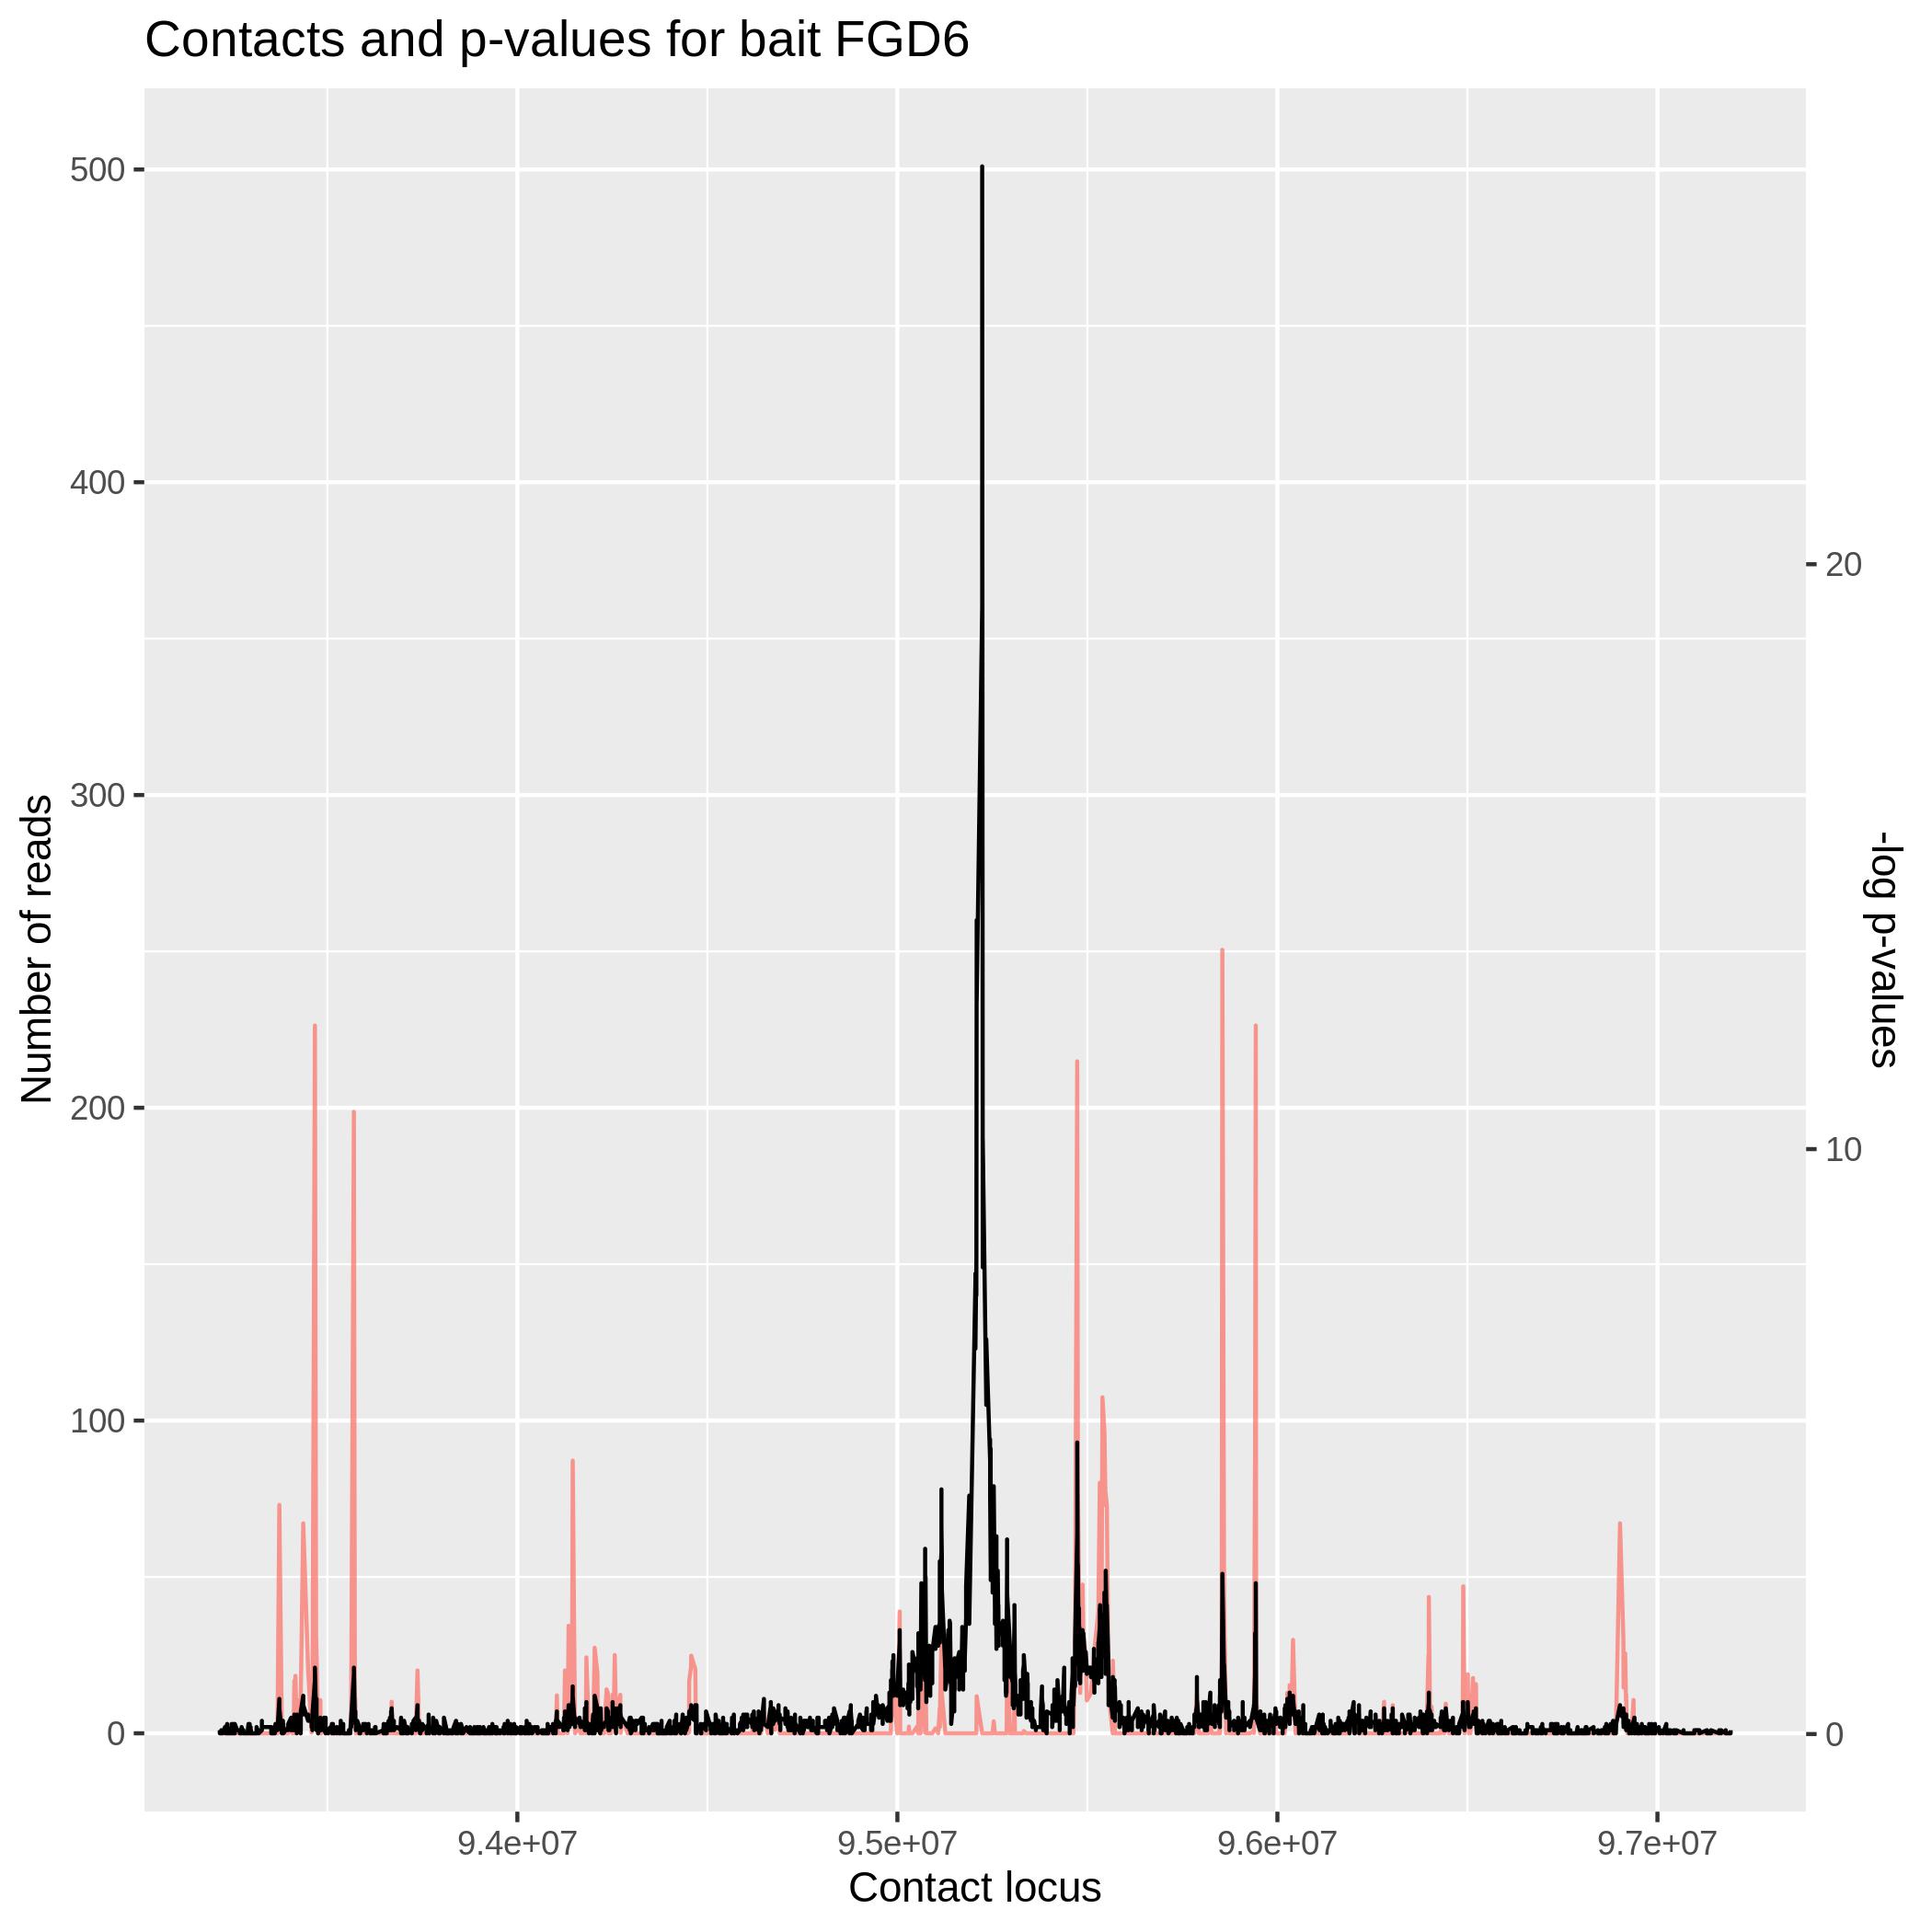 Contacts and p-values for bait FGD6
500
400
300
200
100
0
Number of reads
20
10
0
-log p-values
9.4e+07
9.5e+07
9.6e+07
9.7e+07
Contact locus